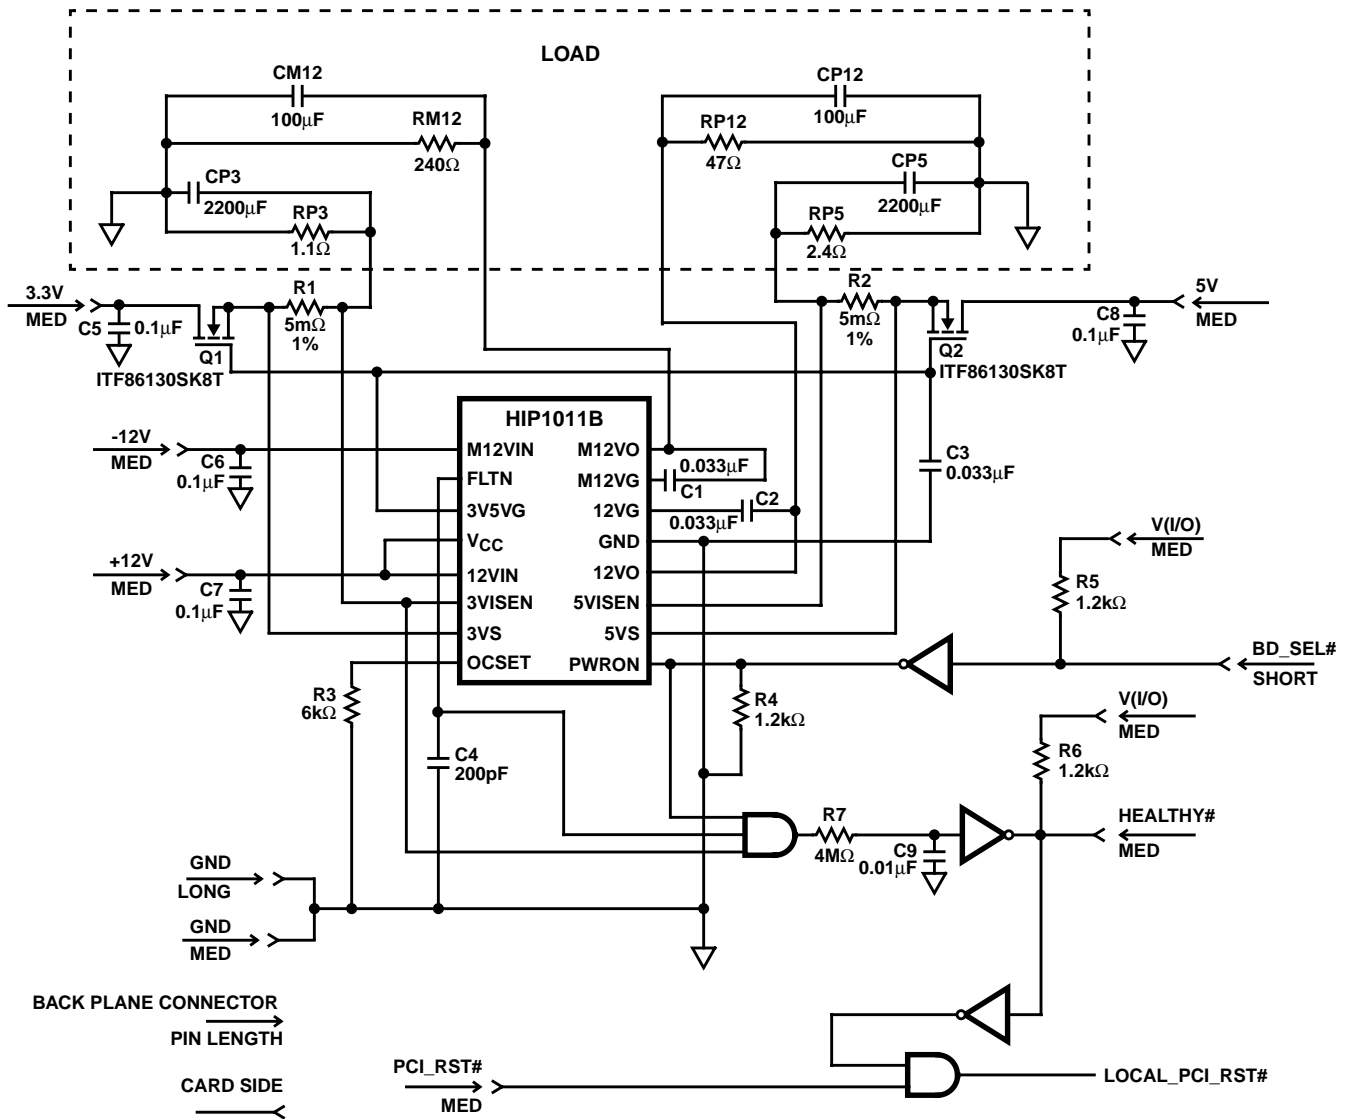 LOAD
CM12
100μF
RM12
240Ω
CP3
2200μF
RP3
1.1Ω
CP12
100μF
RP12
47Ω
CP5
2200μF
RP5
2.4Ω
3.3V
MED
C5
0.1μF
Q1
ITF86130SK8T
R1
5mΩ
1%
R2
5mΩ
1%
Q2
ITF86130SK8T
C8
0.1μF
5V
MED
HIP1011B
M12VIN
FLTN
3V5VG
VCC
12VIN
3VISEN
3VS
OCSET
M12VO
M12VG
12VG
GND
12VO
5VISEN
5VS
PWRON
-12V
MED
C6
0.1μF
+12V
MED
C7
0.1μF
0.033μF
C1
C2
0.033μF
C3
0.033μF
V(I/O)
MED
R5
1.2kΩ
BD_SEL#
SHORT
R3
6kΩ
R4
1.2kΩ
C4
200pF
V(I/O)
MED
R6
1.2kΩ
R7
4MΩ
C9
0.01μF
HEALTHY#
MED
GND
LONG
GND
MED
BACK PLANE CONNECTOR
PIN LENGTH
CARD SIDE
PCI_RST#
MED
LOCAL_PCI_RST#